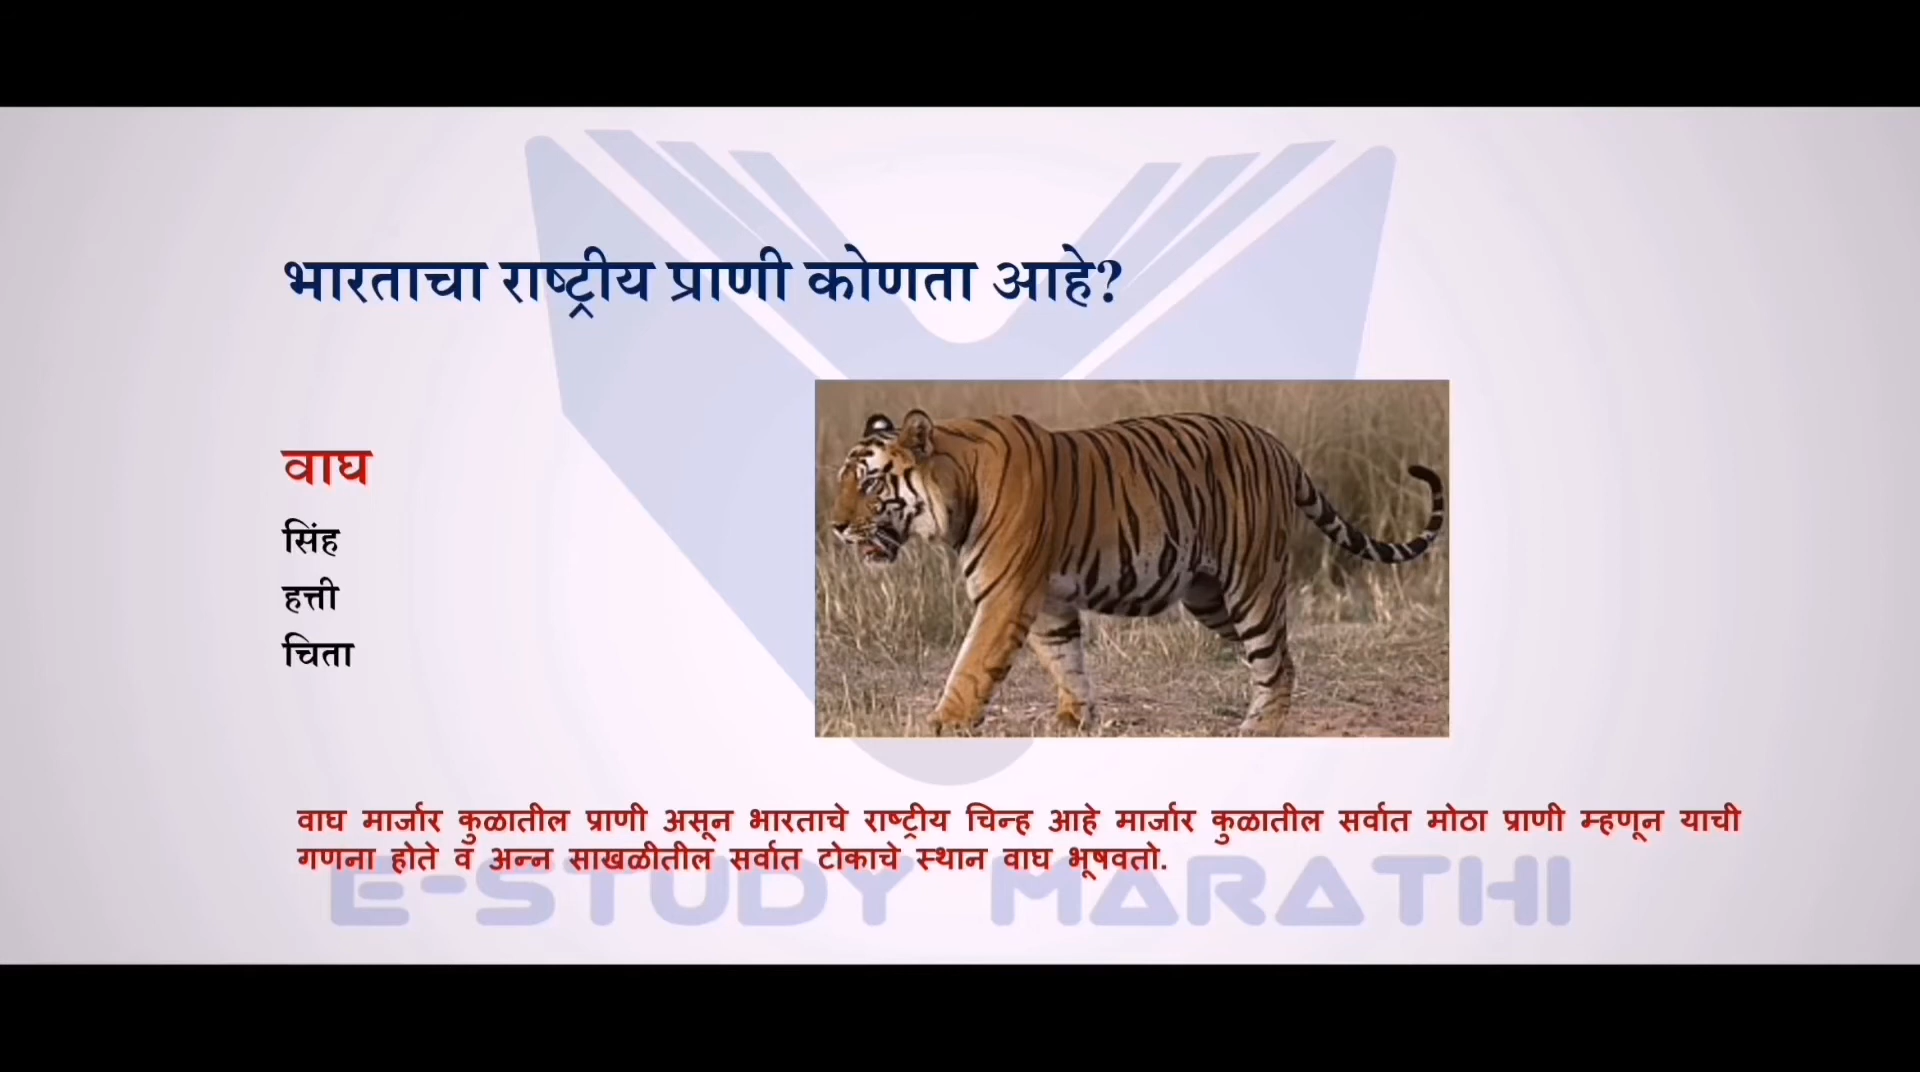 भारताचा राष्ट्रीय प्राणी कोणता आहे?
वाघ
सिंह
हत्ती
चिता
वाघ मार्जार कुळातील प्राणी असून भारताचे राष्ट्रीय चिन्ह आहे मार्जार कुळातील सर्वात मोठा प्राणी म्हणून याची
गणना होते व अन्न साखळीतील सर्वात टोकाचे स्थान वाघ भूषवतो.
E-STUDY MARATHI